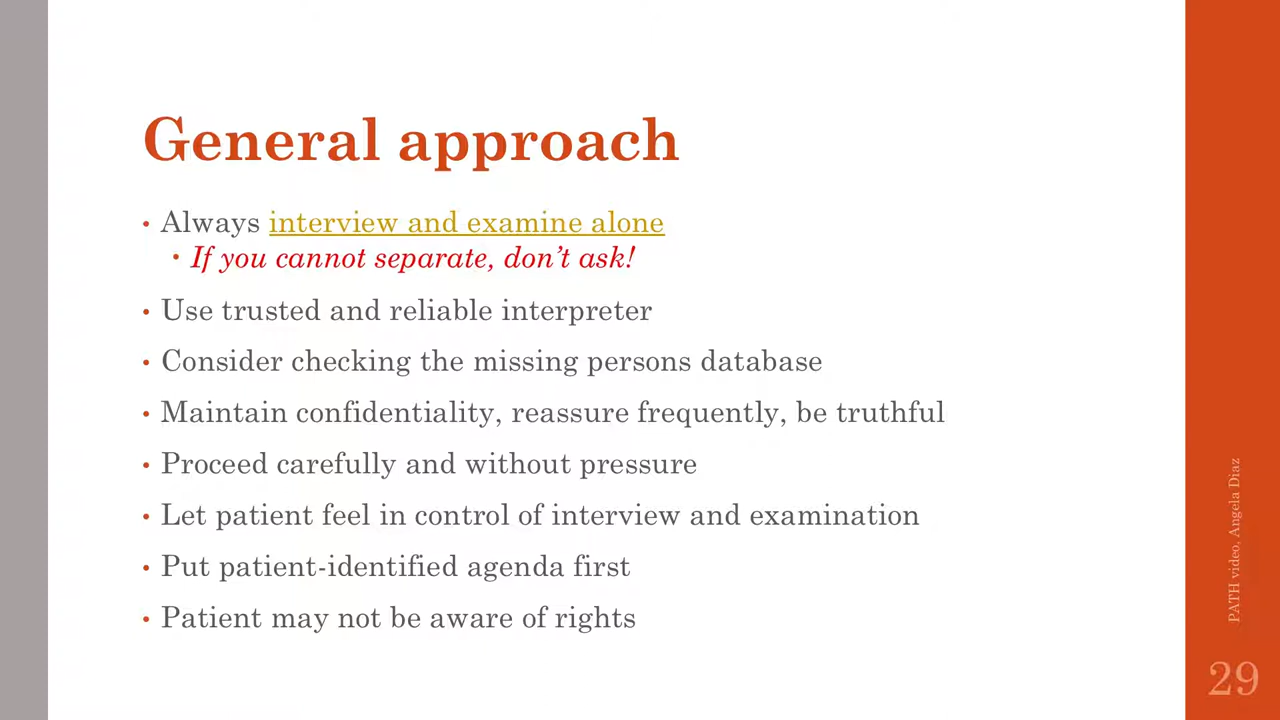 General approach
• Always interview and examine alone
• If you cannot separate, don't ask!
• Use trusted and reliable interpreter
• Consider checking the missing persons database
• Maintain confidentiality, reassure frequently, be truthful
• Proceed carefully and without pressure
• Let patient feel in control of interview and examination
• Put patient-identified agenda first
• Patient may not be aware of rights
PATH video, Angela Diaz
29